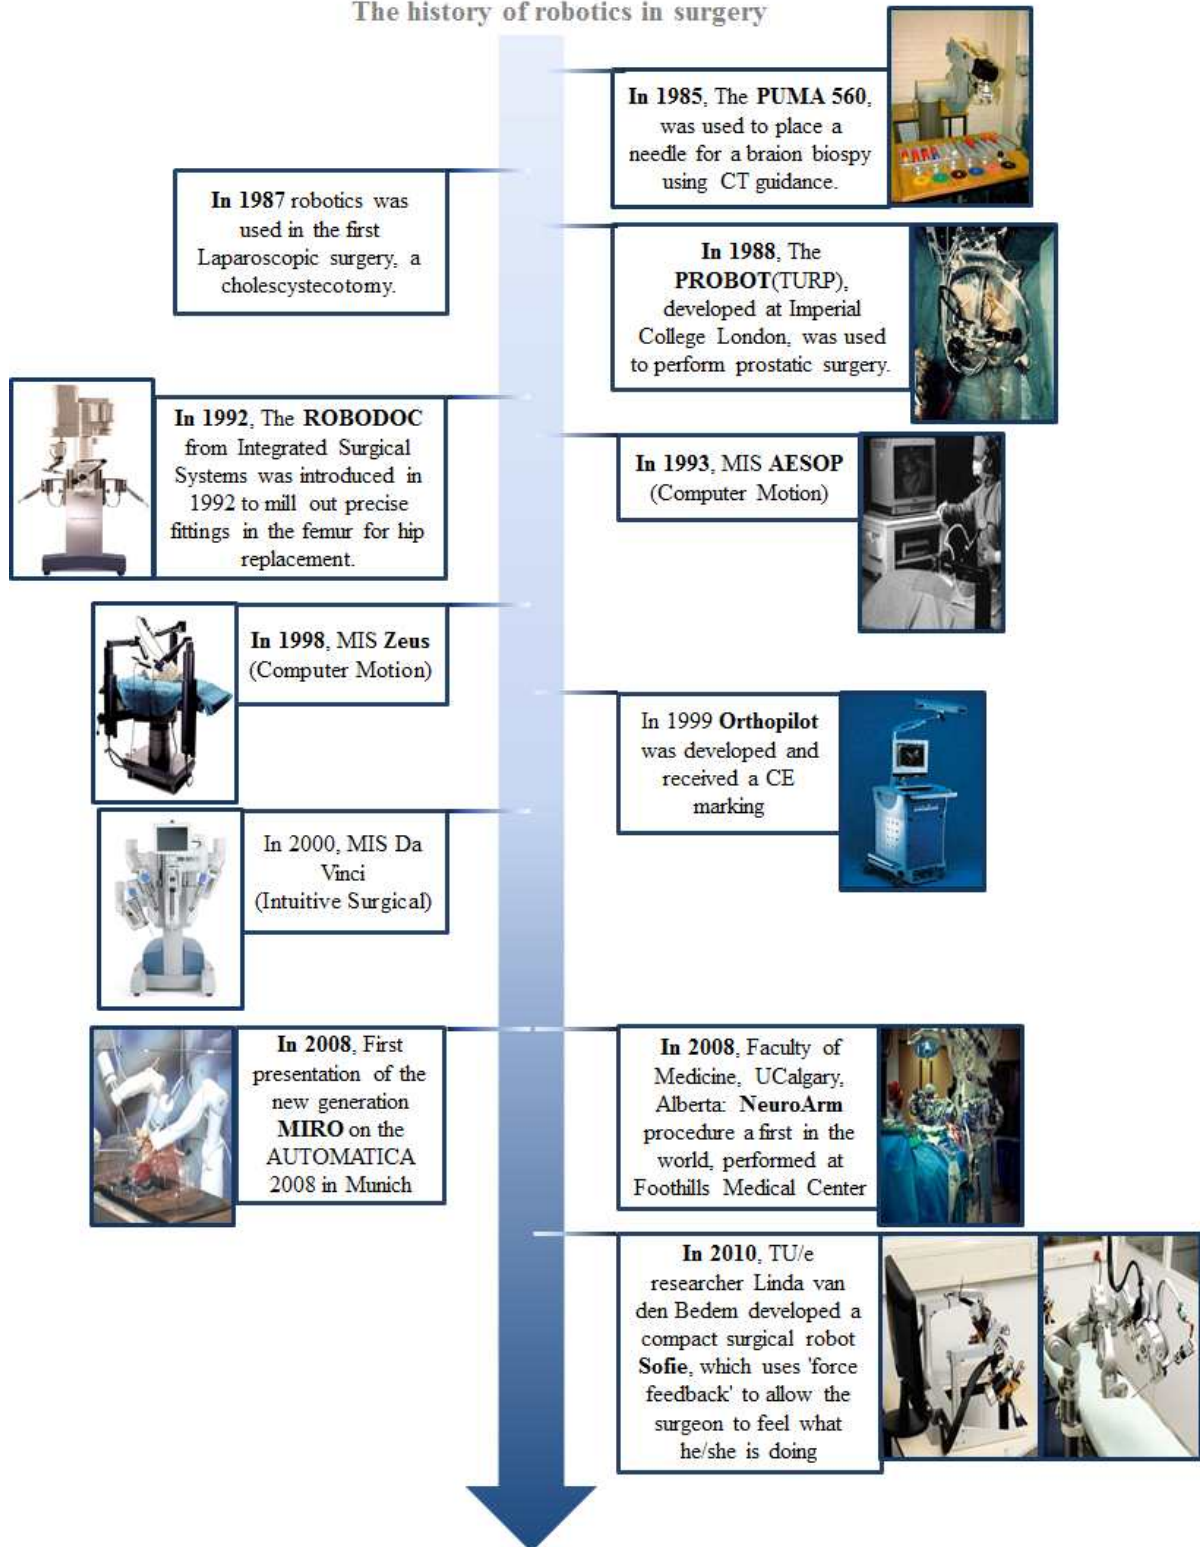 The history of robotics in surgery
In 1985, The PUMA 560,
was used to place a
needle for a braion biospy
using CT guidance.
In 1987 robotics was
used in the first
Laparoscopic surgery, a
cholescystecotomy.
In 1988, The
PROBOT(TURP),
developed at Imperial
College London, was used
to perform prostatic surgery.
In 1992, The ROBODOC
from Integrated Surgical
Systems was introduced in
1992 to mill out precise
fittings in the femur for hip
replacement.
In 1993, MIS AESOP
(Computer Motion)
In 1998, MIS Zeus
(Computer Motion)
In 1999 Orthopilot
was developed and
received a CE
marking
In 2000, MIS Da
Vinci
(Intuitive Surgical)
In 2008, First
presentation of the
new generation
MIRO on the
AUTOMATICA
2008 in Munich
In 2008, Faculty of
Medicine, UCalgary,
Alberta: NeuroArm
procedure a first in the
world, performed at
Foothills Medical Center
In 2010, TU/e
researcher Linda van
den Bedem developed a
compact surgical robot
Sofie, which uses 'force
feedback' to allow the
surgeon to feel what
he/she is doing